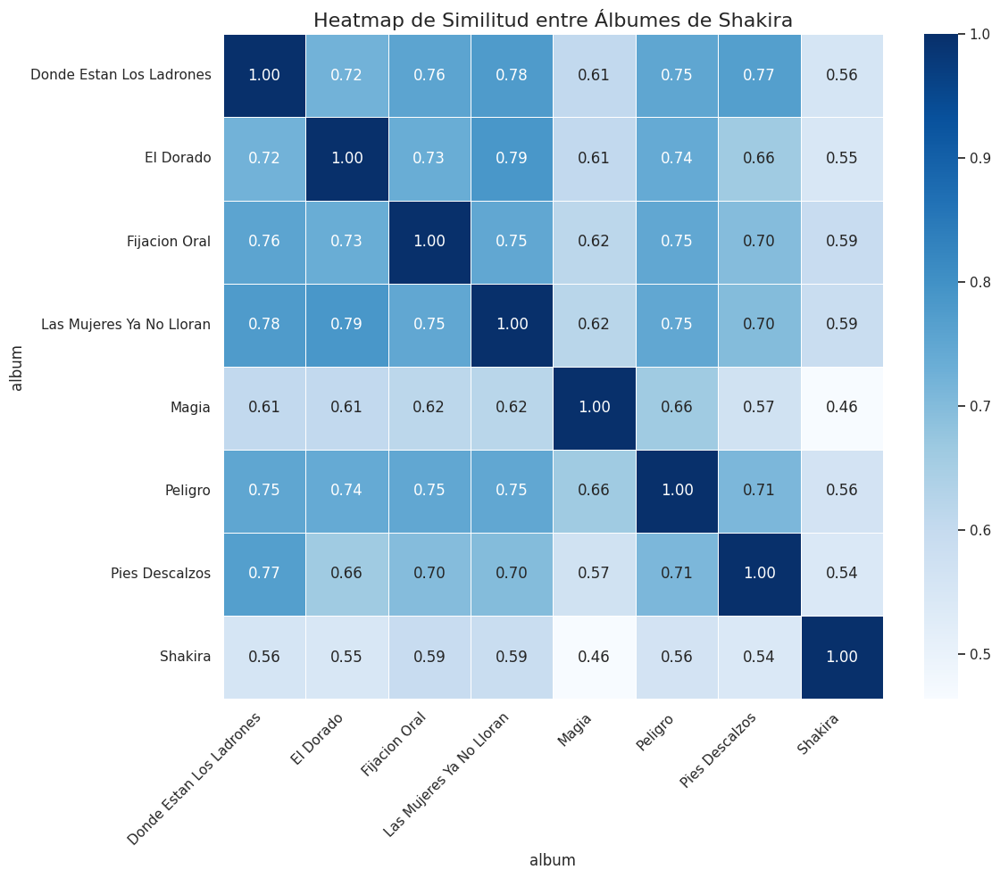 Heatmap de Similitud entre Álbumes de Shakira
Donde Estan Los Ladrones 1.00 0.72 0.76 0.78 0.61 0.75 0.77 0.56
El Dorado 0.72 1.00 0.73 0.79 0.61 0.74 0.66 0.55
Fijacion Oral 0.76 0.73 1.00 0.75 0.62 0.75 0.70 0.59
Las Mujeres Ya No Lloran 0.78 0.79 0.75 1.00 0.62 0.75 0.70 0.59
Magia 0.61 0.61 0.62 0.62 1.00 0.66 0.57 0.46
Peligro 0.75 0.74 0.75 0.75 0.66 1.00 0.71 0.56
Pies Descalzos 0.77 0.66 0.70 0.70 0.57 0.71 1.00 0.54
Shakira 0.56 0.55 0.59 0.59 0.46 0.56 0.54 1.00
album
Donde Estan Los Ladrones
El Dorado
Fijacion Oral
Las Mujeres Ya No Lloran
Magia
Peligro
Pies Descalzos
Shakira
album
1.0
0.9
0.8
0.7
0.6
0.5